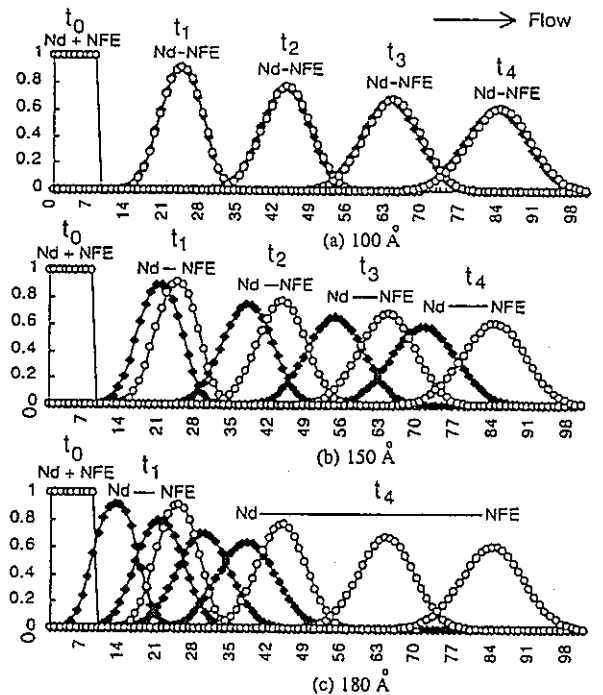 t0 t1 t2 t3 t4 Flow
Nd + NFE Nd-NFE Nd-NFE Nd-NFE Nd-NFE
1
0.8
0.6
0.4
0.2
0
0 7 14 21 28 35 42 49 56 63 70 77 84 91 98
(a) 100 Å
t0 t1 t2 t3 t4
Nd + NFE Nd — NFE Nd — NFE Nd — NFE Nd — NFE
1
0.8
0.6
0.4
0.2
0
0 7 14 21 28 35 42 49 56 63 70 77 84 91 98
(b) 150 Å
t0 t1 t4
Nd + NFE Nd — NFE Nd — NFE
1
0.8
0.6
0.4
0.2
0
0 7 14 21 28 35 42 49 56 63 70 77 84 91 98
(c) 180 Å